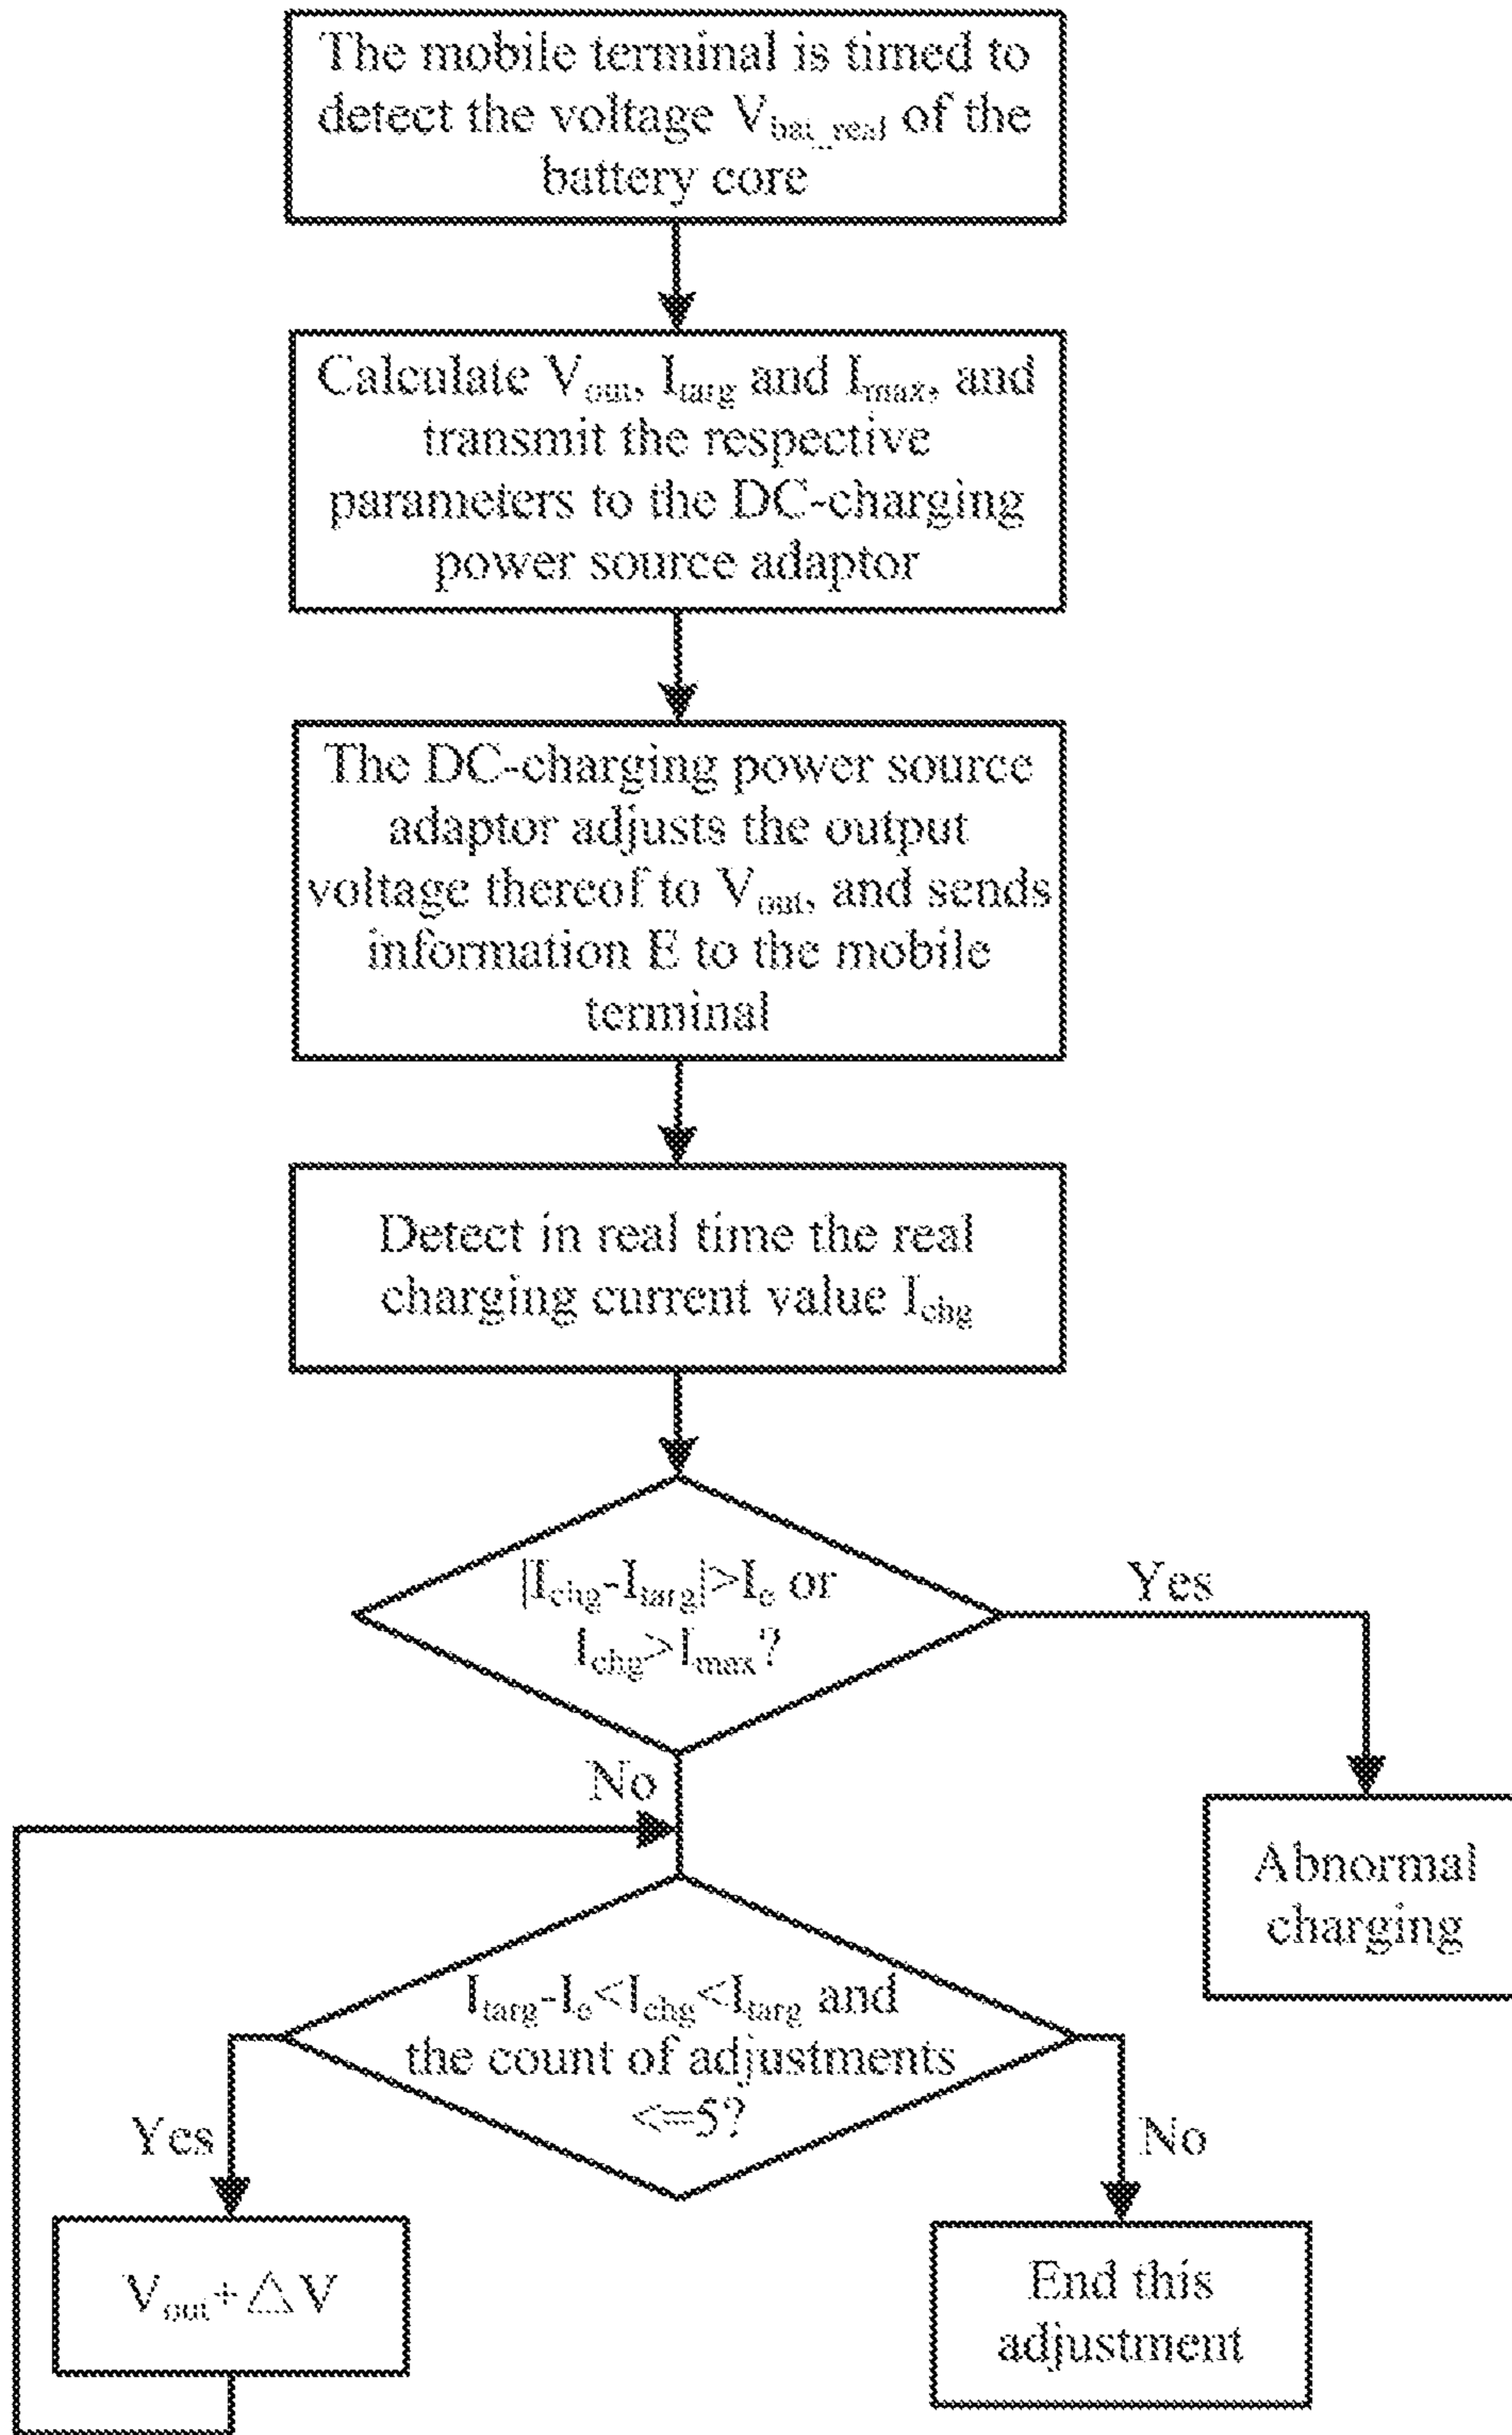 The mobile terminal is timed to
detect the voltage V_bat_real of the
battery core
Calculate V_out, I_targ and I_max, and
transmit the respective
parameters to the DC-charging
power source adaptor
The DC-charging power source
adaptor adjusts the output
voltage thereof to V_out, and sends
information E to the mobile
terminal
Detect in real time the real
charging current value I_chg
|I_chg-I_targ|>I_e or
I_chg>I_max?
Yes
No
Abnormal
charging
I_targ-I_e<I_chg<I_targ and
the count of adjustments
<=5?
Yes
No
V_out+△V
End this
adjustment